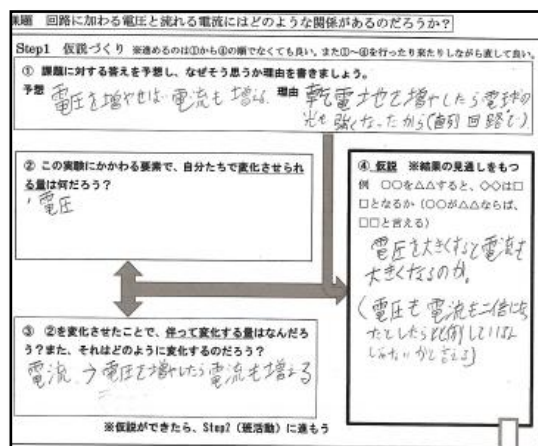 課題 回路に加わる電圧と流れる電流にはどのような関係があるのだろうか？
Step1 仮説づくり ※進めるのは①から④の順でなくても良い。また①～④を行ったり来たりしながら直して良い。
① 課題に対する答えを予想し、なぜそう思うか理由を書きましょう。
予想 電圧を増やせば電流も増える
理由 乾電池を増やしたら電球の
光も強くなったから(直列回路で)
② この実験にかかわる要素で、自分たちで変化させられ
る量は何だろう？
・電圧
③ ②を変化させたことで、伴って変化する量はなんだろ
う？また、それはどのように変化するのだろう？
電流 → 電圧を増やしたら電流も増える
④ 仮説 ※結果の見通しをもつ
例 ○○を△△すると、◇◇は□
□となるか（○○が△△ならば、
□□と言える）
電圧を大きくすると電流も
大きくなるのか。
(電圧も電流も二倍になっ
たとしたら比例しているん
じゃないかと言える)
※仮説ができたら、Step2（班活動）に進もう